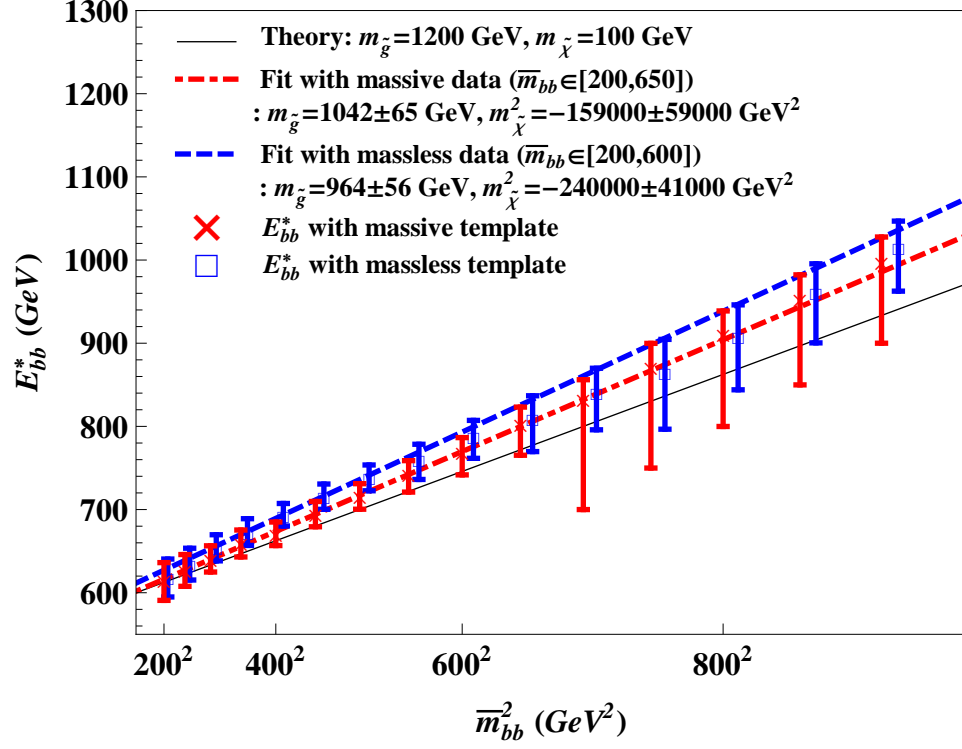 Theory: m_g̃=1200 GeV, m_χ̃=100 GeV
Fit with massive data (m̅_bb∈[200,650])
: m_g̃=1042±65 GeV, m²_χ̃=−159000±59000 GeV²
Fit with massless data (m̅_bb∈[200,600])
: m_g̃=964±56 GeV, m²_χ̃=−240000±41000 GeV²
E*_bb with massive template
E*_bb with massless template
E*_bb (GeV)
1300
1200
1100
1000
900
800
700
600
200² 400² 600² 800²
m̅²_bb (GeV²)